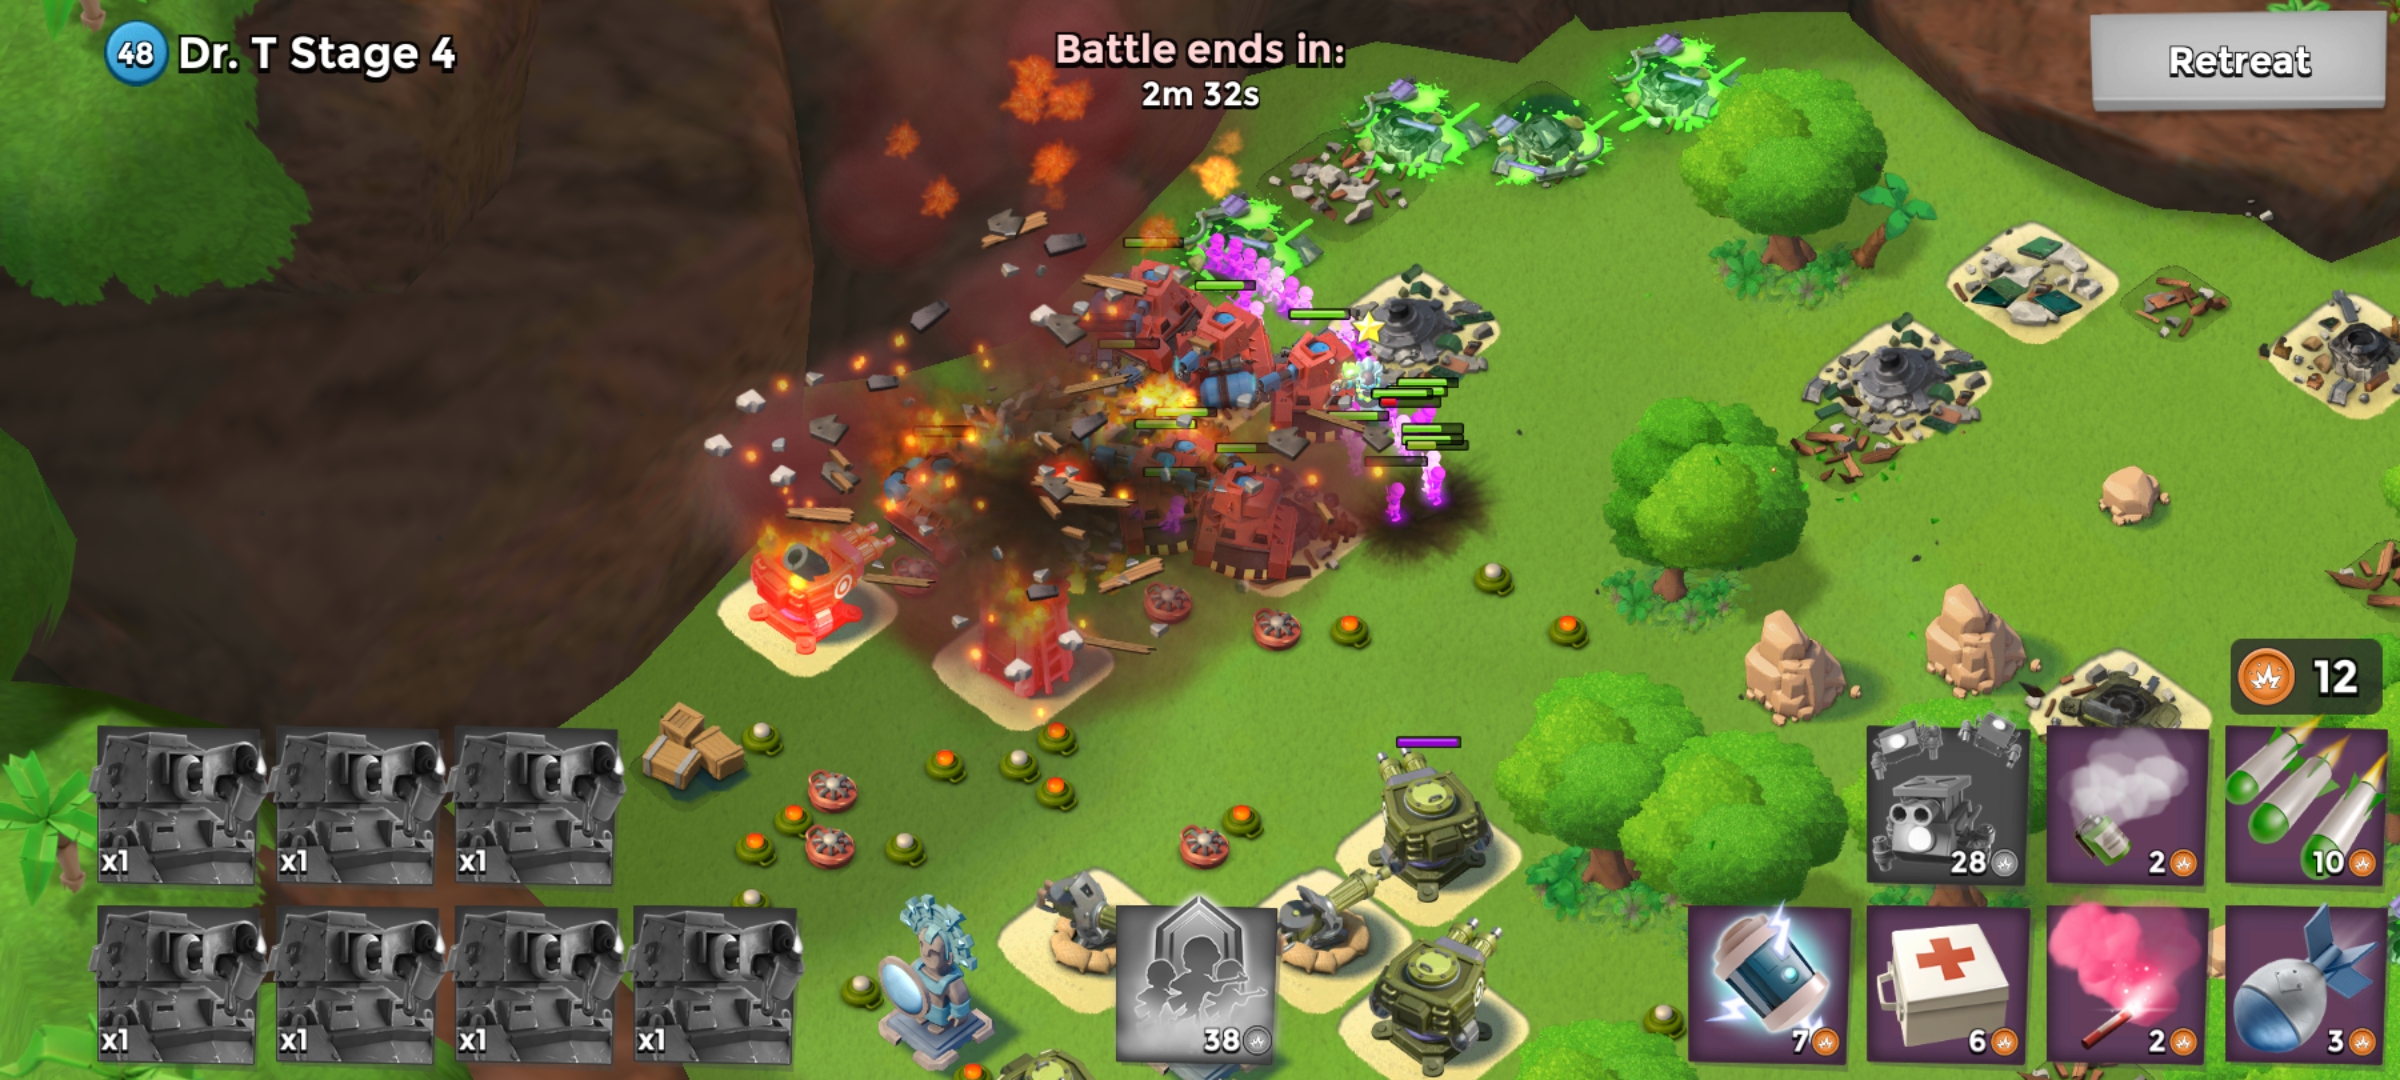 48 Dr. T Stage 4
Battle ends in:
2m 32s
Retreat
12
x1 x1 x1
28 2 10
x1 x1 x1 x1
38
7 6 2 3